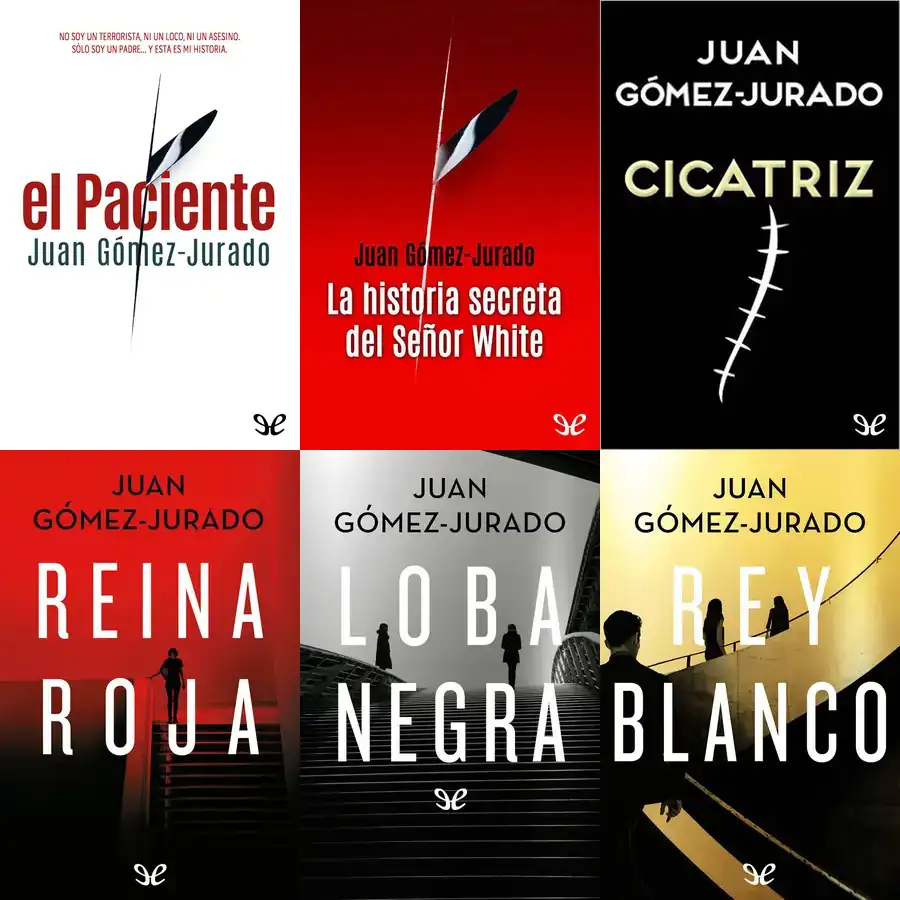 NO SOY UN TERRORISTA, NI UN LOCO, NI UN ASESINO.
SÓLO SOY UN PADRE... Y ESTA ES MI HISTORIA.
el Paciente
Juan Gómez-Jurado
Juan Gómez-Jurado
La historia secreta
del Señor White
JUAN
GÓMEZ-JURADO
CICATRIZ
JUAN
GÓMEZ-JURADO
REINA
ROJA
JUAN
GÓMEZ-JURADO
LOBA
NEGRA
JUAN
GÓMEZ-JURADO
REY
BLANCO